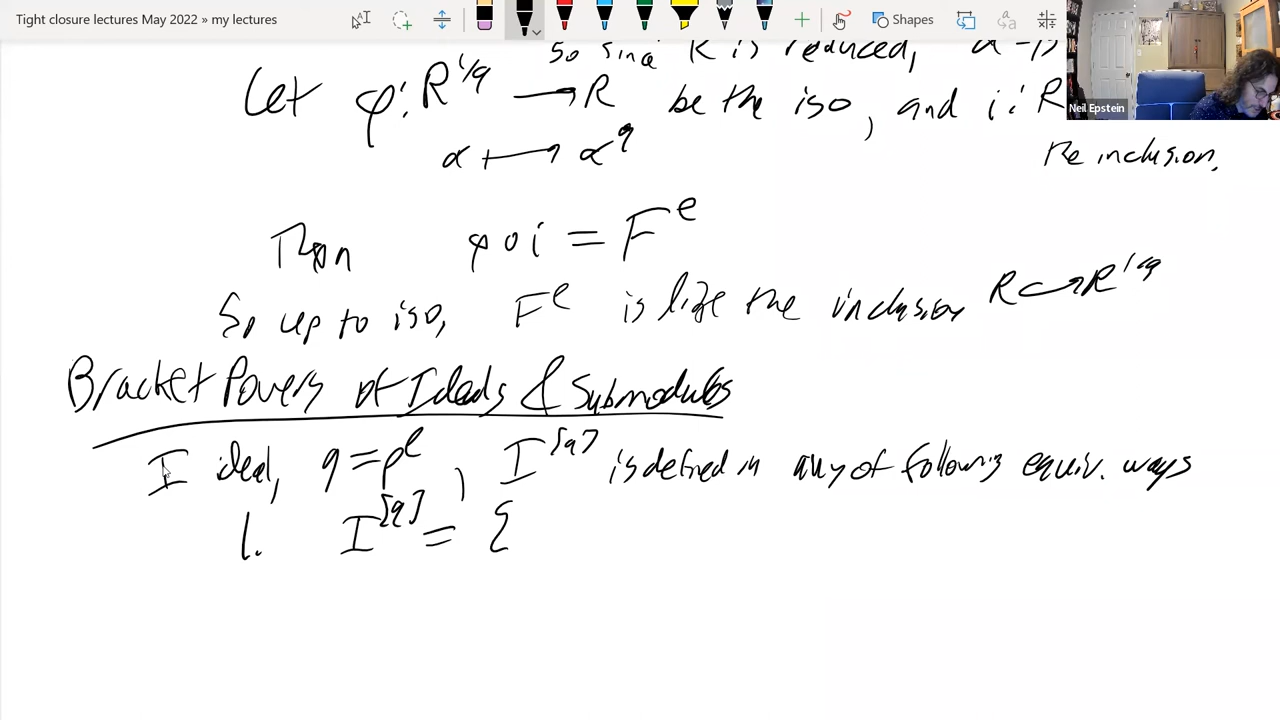 Tight closure lectures May 2022 » my lectures
Shapes
Neil Epstein
so since R is reduced, α-β
Let φ: R^{1/q} → R be the iso, and i: R
α ↦ α^q
the inclusion.
Then φ∘i = F^e
So up to iso, F^e is like the inclusion R ↪ R^{1/q}
Bracket Powers of Ideals & Submodules
I ideal, q = p^e, I^{[q]} is defined in any of following equiv. ways
1. I^{[q]} = {